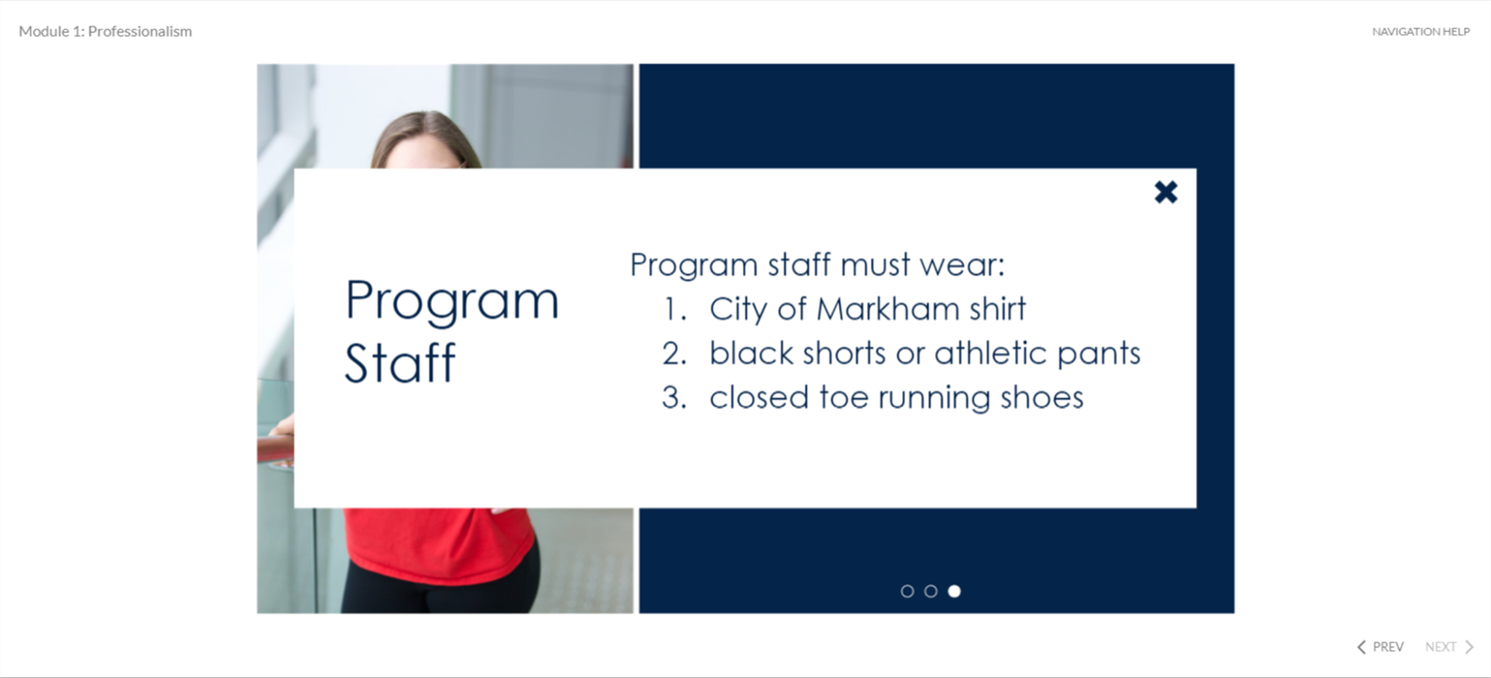 Module 1: Professionalism
NAVIGATION HELP
Program
Staff
Program staff must wear:
1. City of Markham shirt
2. black shorts or athletic pants
3. closed toe running shoes
PREV
NEXT